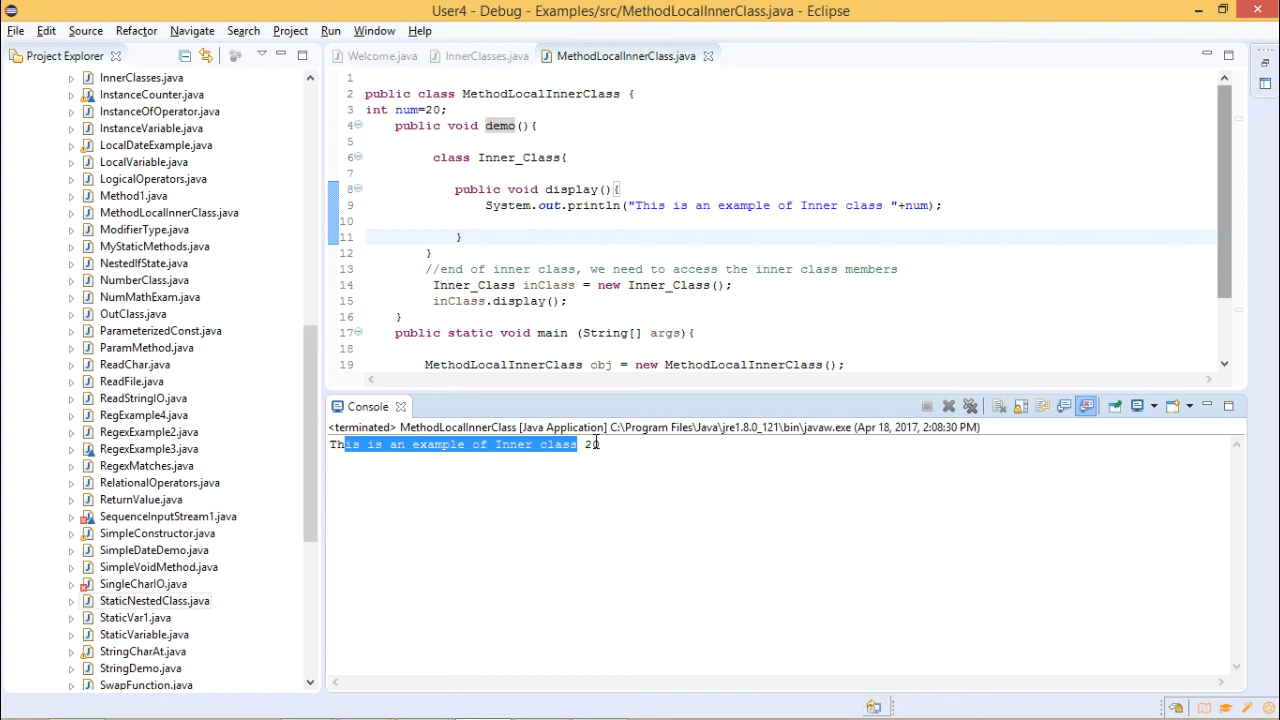 User4 - Debug - Examples/src/MethodLocalInnerClass.java - Eclipse
File Edit Source Refactor Navigate Search Project Run Window Help
Project Explorer
InnerClasses.java
InstanceCounter.java
InstanceOfOperator.java
InstanceVariable.java
LocalDateExample.java
LocalVariable.java
LogicalOperators.java
Method1.java
MethodLocalInnerClass.java
ModifierType.java
MyStaticMethods.java
NestedIfState.java
NumberClass.java
NumMathExam.java
OutClass.java
ParameterizedConst.java
ParamMethod.java
ReadChar.java
ReadFile.java
ReadStringIO.java
RegExample4.java
RegexExample2.java
RegexExample3.java
RegexMatches.java
RelationalOperators.java
ReturnValue.java
SequenceInputStream1.java
SimpleConstructor.java
SimpleDateDemo.java
SimpleVoidMethod.java
SingleCharIO.java
StaticNestedClass.java
StaticVar1.java
StaticVariable.java
StringCharAt.java
StringDemo.java
SwapFunction.java
Welcome.java InnerClasses.java MethodLocalInnerClass.java
1
2 public class MethodLocalInnerClass {
3 int num=20;
4 public void demo(){
5
6 class Inner_Class{
7
8 public void display(){
9 System.out.println("This is an example of Inner class "+num);
10
11 }
12 }
13 //end of inner class, we need to access the inner class members
14 Inner_Class inClass = new Inner_Class();
15 inClass.display();
16 }
17 public static void main (String[] args){
18
19 MethodLocalInnerClass obj = new MethodLocalInnerClass();
Console
<terminated> MethodLocalInnerClass [Java Application] C:\Program Files\Java\jre1.8.0_121\bin\javaw.exe (Apr 18, 2017, 2:08:30 PM)
This is an example of Inner class 20